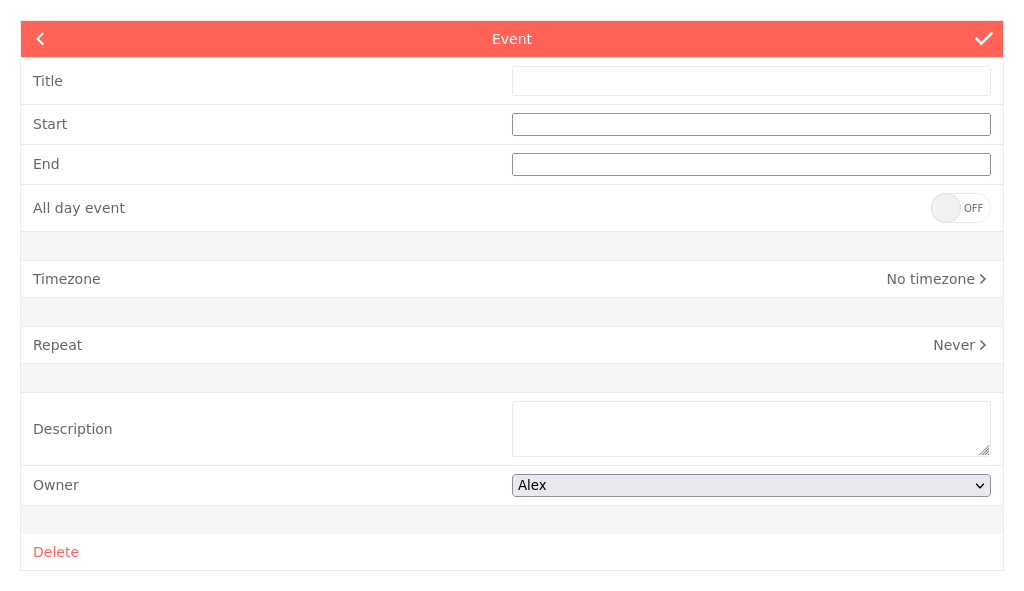 Event
Title
Start
End
All day event OFF
Timezone No timezone
Repeat Never
Description
Owner Alex
Delete